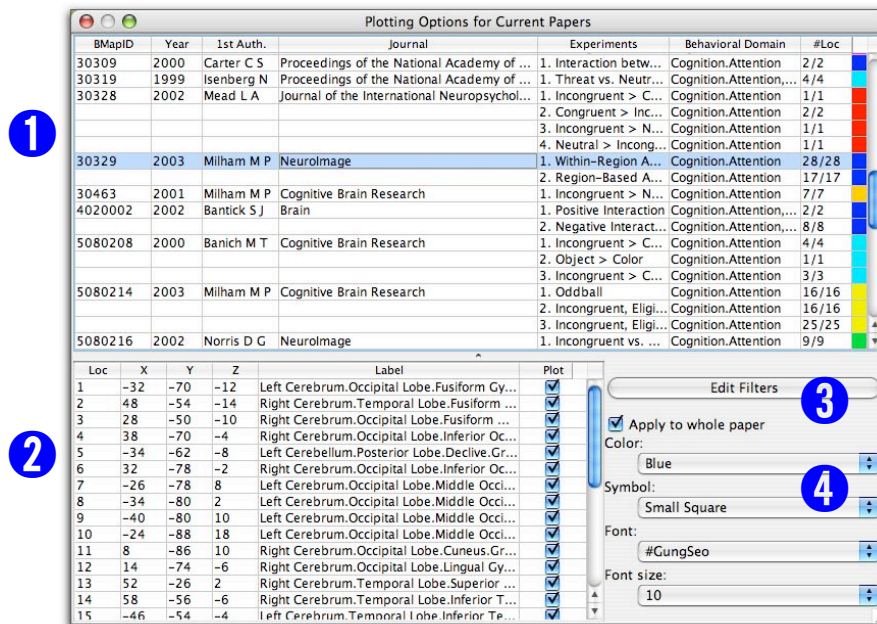 Plotting Options for Current Papers
BMapID Year 1st Auth. Journal Experiments Behavioral Domain #Loc
30309 2000 Carter C S Proceedings of the National Academy of ... 1. Interaction betw... Cognition.Attention 2/2
30319 1999 Isenberg N Proceedings of the National Academy of ... 1. Threat vs. Neutr... Cognition.Attention,... 4/4
30328 2002 Mead L A Journal of the International Neuropsychol... 1. Incongruent > C... Cognition.Attention 1/1
2. Congruent > Inc... Cognition.Attention 2/2
3. Incongruent > N... Cognition.Attention 1/1
4. Neutral > Incong... Cognition.Attention 1/1
1
30329 2003 Milham M P NeuroImage 1. Within-Region A... Cognition.Attention 28/28
2. Region-Based A... Cognition.Attention 17/17
30463 2001 Milham M P Cognitive Brain Research 1. Incongruent > N... Cognition.Attention 7/7
4020002 2002 Bantick S J Brain 1. Positive Interaction Cognition.Attention,... 2/2
2. Negative Interact... Cognition.Attention,... 8/8
5080208 2000 Banich M T Cognitive Brain Research 1. Incongruent > C... Cognition.Attention 4/4
2. Object > Color Cognition.Attention 1/1
3. Incongruent > C... Cognition.Attention 3/3
5080214 2003 Milham M P Cognitive Brain Research 1. Oddball Cognition.Attention 16/16
2. Incongruent, Eligi... Cognition.Attention 16/16
3. Incongruent, Eligi... Cognition.Attention 25/25
5080216 2002 Norris D G NeuroImage 1. Incongruent vs. ... Cognition.Attention 9/9
Loc X Y Z Label Plot
1 -32 -70 -12 Left Cerebrum.Occipital Lobe.Fusiform Gy...
2 48 -54 -14 Right Cerebrum.Temporal Lobe.Fusiform ...
3 28 -50 -10 Right Cerebrum.Occipital Lobe.Fusiform ...
4 38 -70 -4 Right Cerebrum.Occipital Lobe.Inferior Oc...
5 -34 -62 -8 Left Cerebellum.Posterior Lobe.Declive.Gr...
2
6 32 -78 -2 Right Cerebrum.Occipital Lobe.Inferior Oc...
7 -26 -78 8 Left Cerebrum.Occipital Lobe.Middle Occi...
8 -34 -80 2 Left Cerebrum.Occipital Lobe.Middle Occi...
9 -40 -80 10 Left Cerebrum.Occipital Lobe.Middle Occi...
10 -24 -88 18 Left Cerebrum.Occipital Lobe.Middle Occi...
11 8 -86 10 Right Cerebrum.Occipital Lobe.Cuneus.Gr...
12 14 -74 -6 Right Cerebrum.Occipital Lobe.Lingual Gy...
13 52 -26 2 Right Cerebrum.Temporal Lobe.Superior ...
14 58 -56 -6 Right Cerebrum.Temporal Lobe.Inferior T...
15 -46 -54 -4 Left Cerebrum.Temporal Lobe.Inferior Te...
Edit Filters
3
Apply to whole paper
Color:
Blue
4
Symbol:
Small Square
Font:
#GungSeo
Font size:
10